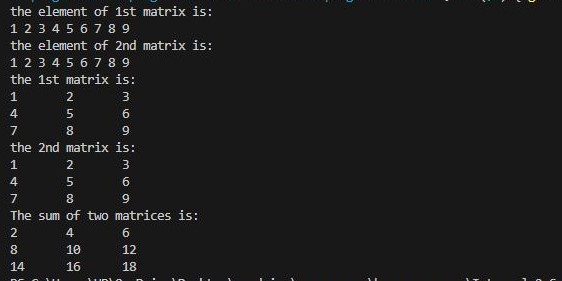 the element of 1st matrix is:
1 2 3 4 5 6 7 8 9
the element of 2nd matrix is:
1 2 3 4 5 6 7 8 9
the 1st matrix is:
1 2 3
4 5 6
7 8 9
the 2nd matrix is:
1 2 3
4 5 6
7 8 9
The sum of two matrices is:
2 4 6
8 10 12
14 16 18